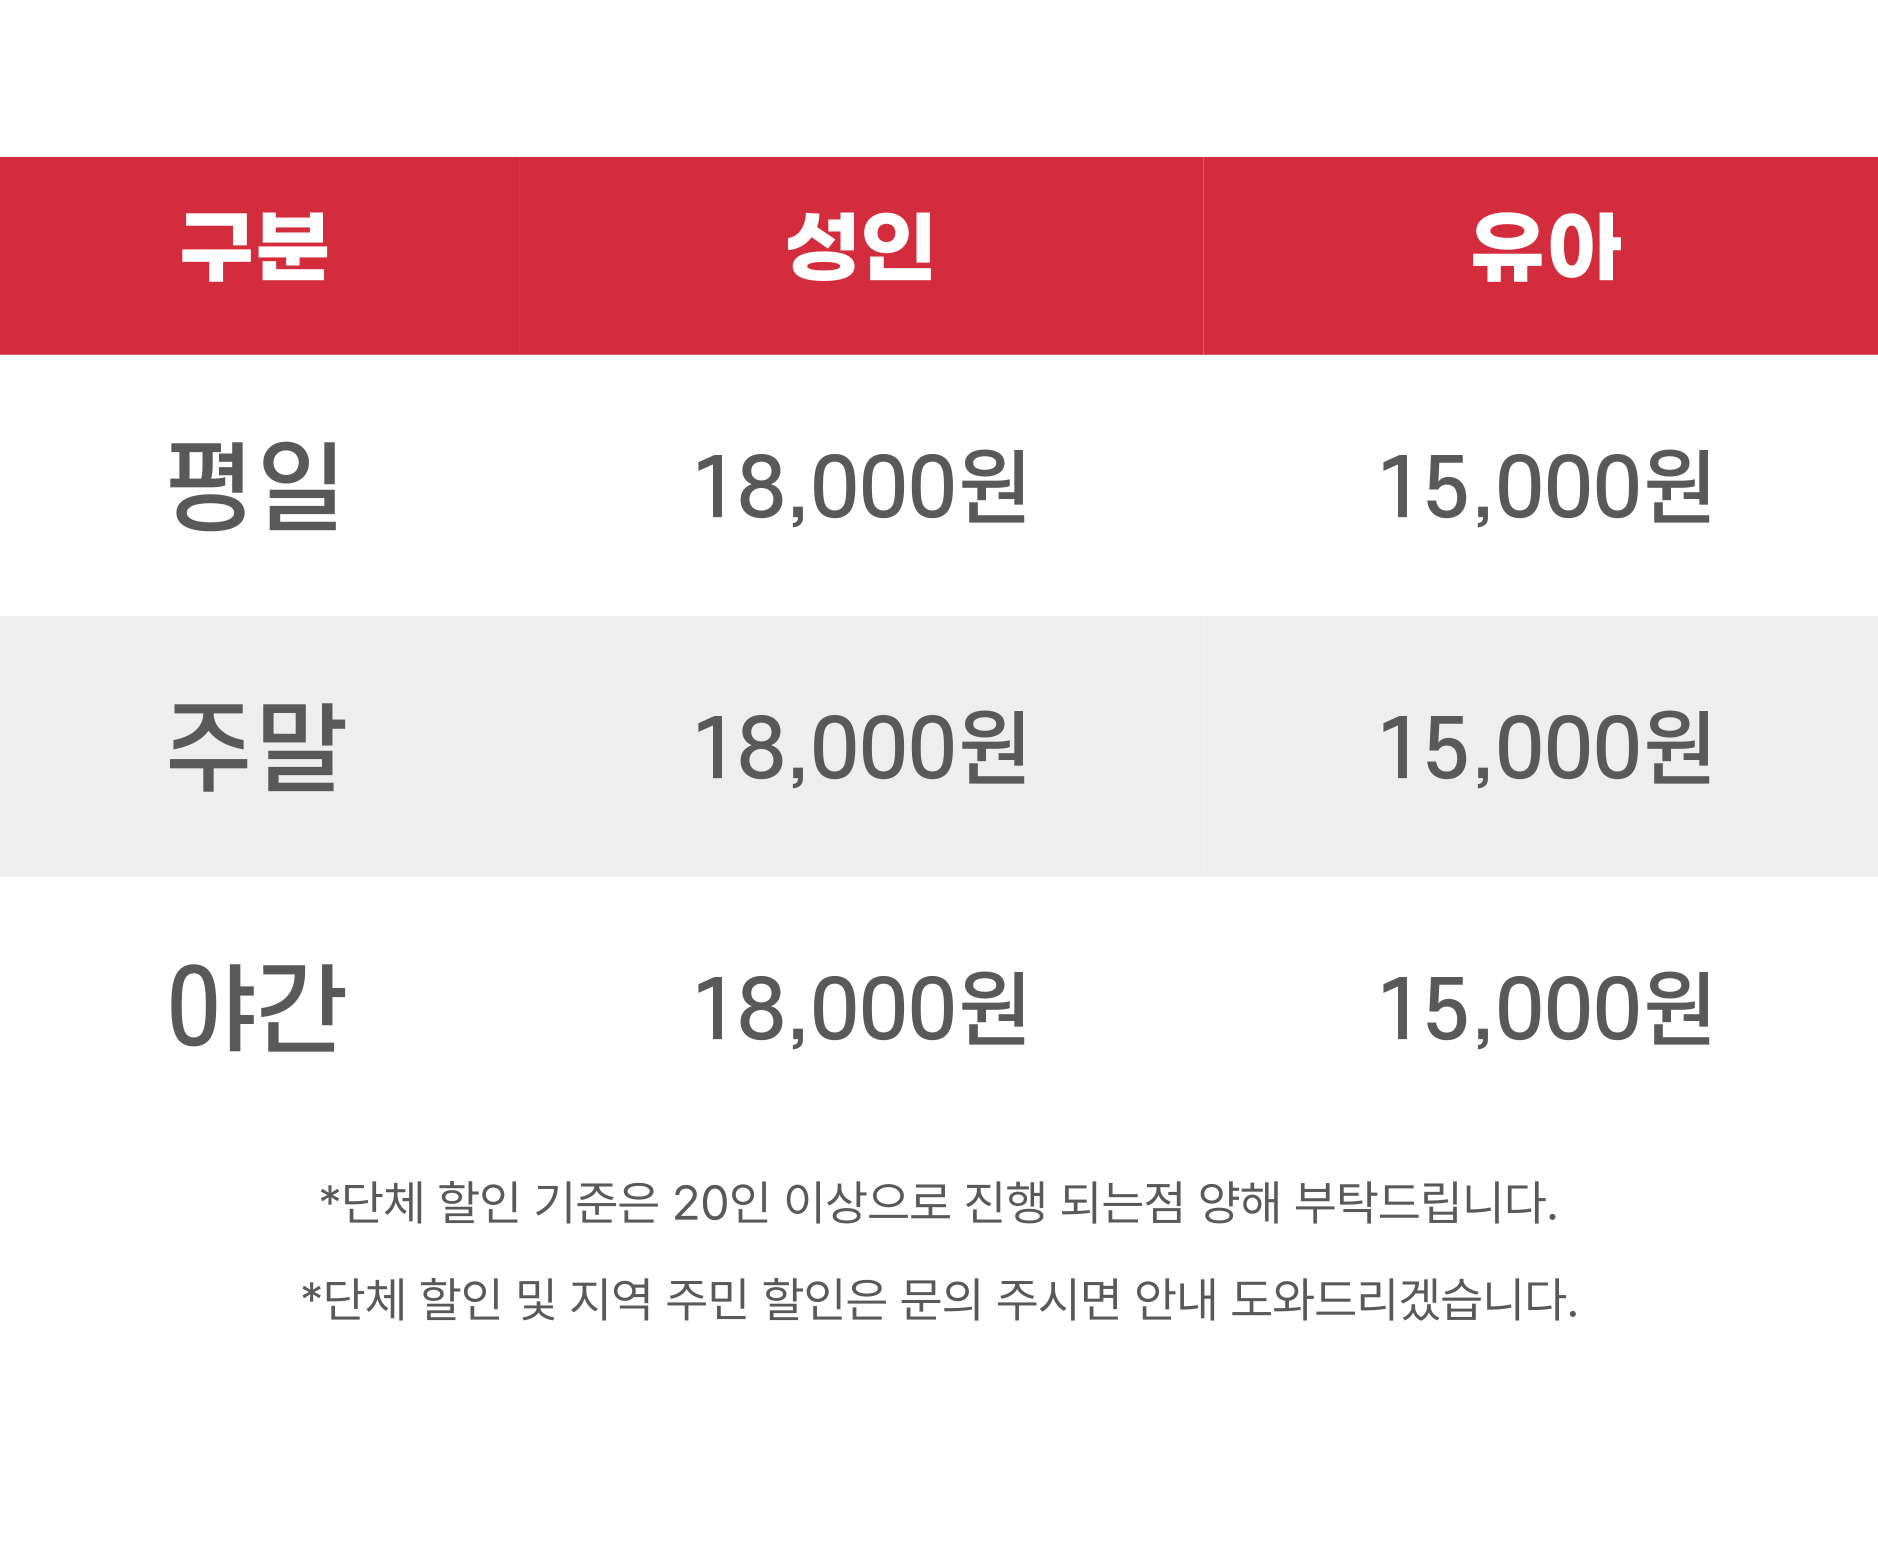 구분 성인 유아
평일 18,000원 15,000원
주말 18,000원 15,000원
야간 18,000원 15,000원
*단체 할인 기준은 20인 이상으로 진행 되는점 양해 부탁드립니다.
*단체 할인 및 지역 주민 할인은 문의 주시면 안내 도와드리겠습니다.